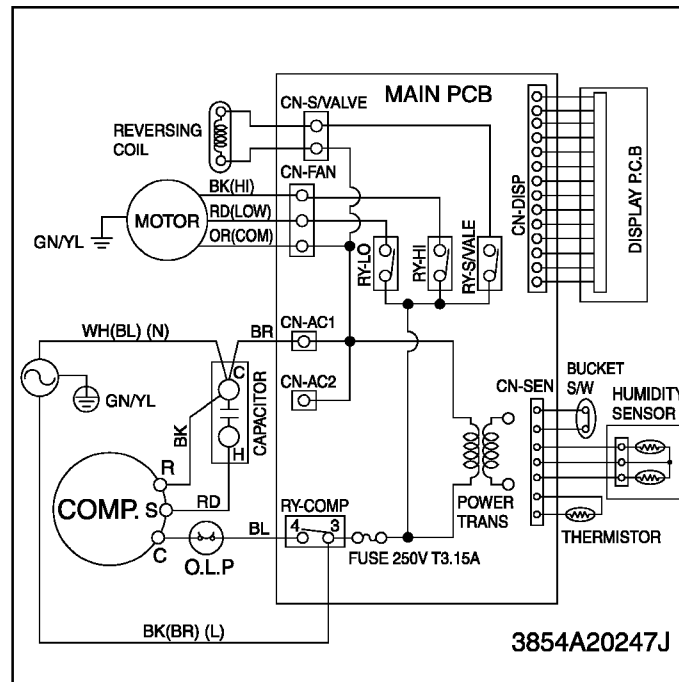 MAIN PCB
CN-S/VALVE
REVERSING
COIL
CN-FAN
BK(HI)
RD(LOW)
OR(COM)
MOTOR
GN/YL
RY-LO
RY-HI
RY-S/VALE
CN-DISP
DISPLAY P.C.B
WH(BL) (N)
BR
CN-AC1
CN-AC2
GN/YL
C
H
CAPACITOR
BK
R
COMP.
S
RD
C
O.L.P
BL
RY-COMP
4 3
FUSE 250V T3.15A
POWER
TRANS
CN-SEN
BUCKET
S/W
HUMIDITY
SENSOR
THERMISTOR
BK(BR) (L)
3854A20247J